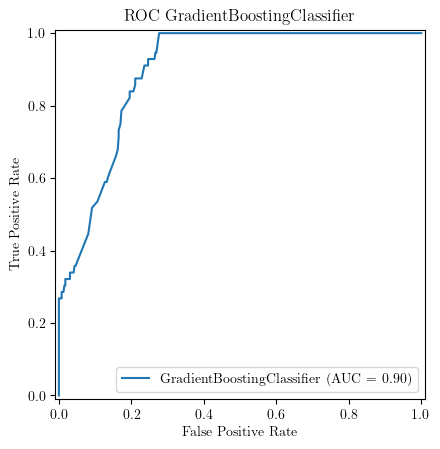 ROC GradientBoostingClassifier
True Positive Rate
1.0
0.8
0.6
0.4
0.2
0.0
GradientBoostingClassifier (AUC = 0.90)
0.0 0.2 0.4 0.6 0.8 1.0
False Positive Rate